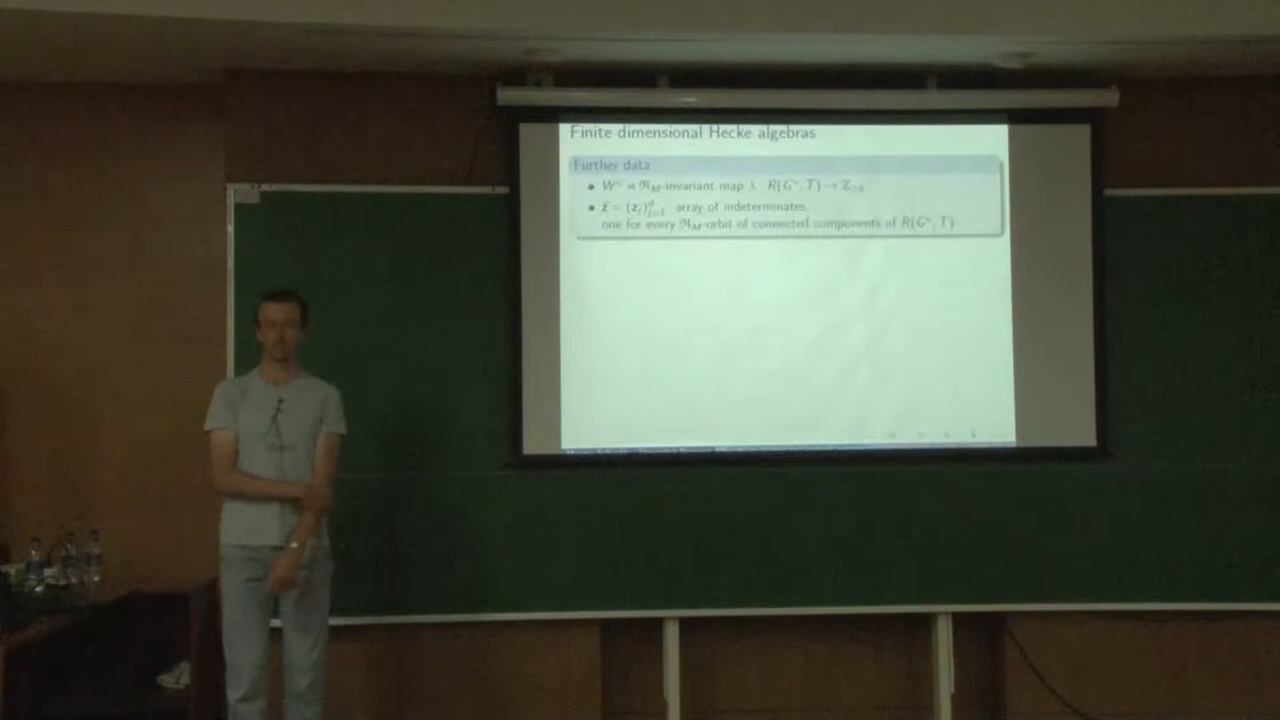 Finite dimensional Hecke algebras
Further data
• W° ⋊ ℜ_M-invariant map λ : R(G°, T) → ℤ≥0
• z⃗ = (z_j)_{j=1}^d array of indeterminates,
one for every ℜ_M-orbit of connected components of R(G°, T)